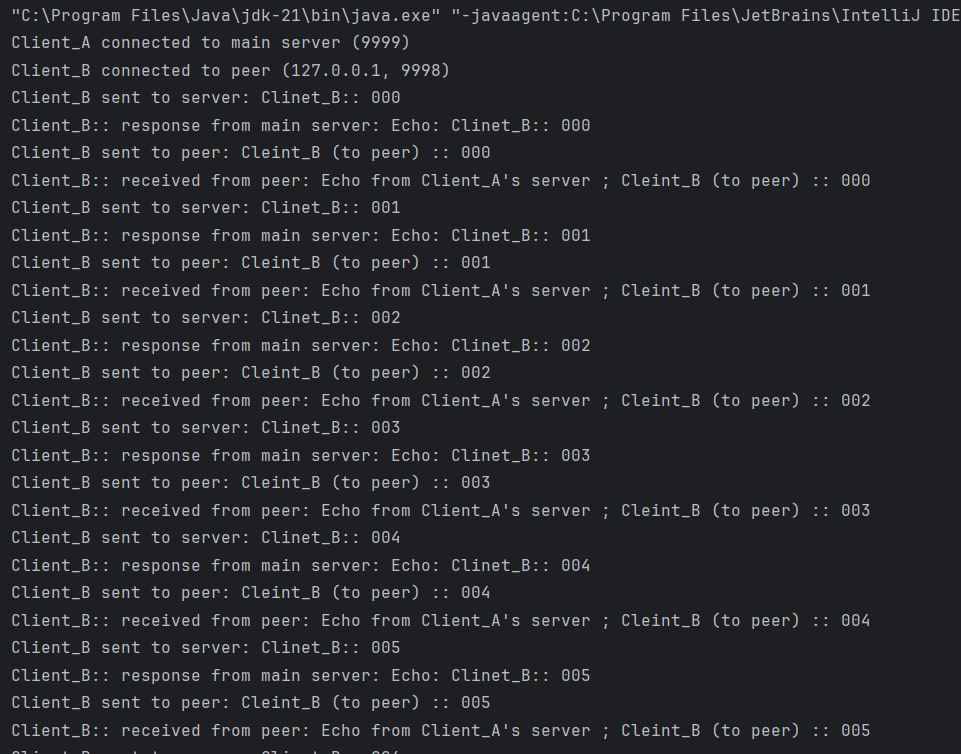 "C:\Program Files\Java\jdk-21\bin\java.exe" "-javaagent:C:\Program Files\JetBrains\IntelliJ IDE
Client_A connected to main server (9999)
Client_B connected to peer (127.0.0.1, 9998)
Client_B sent to server: Clinet_B:: 000
Client_B:: response from main server: Echo: Clinet_B:: 000
Client_B sent to peer: Cleint_B (to peer) :: 000
Client_B:: received from peer: Echo from Client_A's server ; Cleint_B (to peer) :: 000
Client_B sent to server: Clinet_B:: 001
Client_B:: response from main server: Echo: Clinet_B:: 001
Client_B sent to peer: Cleint_B (to peer) :: 001
Client_B:: received from peer: Echo from Client_A's server ; Cleint_B (to peer) :: 001
Client_B sent to server: Clinet_B:: 002
Client_B:: response from main server: Echo: Clinet_B:: 002
Client_B sent to peer: Cleint_B (to peer) :: 002
Client_B:: received from peer: Echo from Client_A's server ; Cleint_B (to peer) :: 002
Client_B sent to server: Clinet_B:: 003
Client_B:: response from main server: Echo: Clinet_B:: 003
Client_B sent to peer: Cleint_B (to peer) :: 003
Client_B:: received from peer: Echo from Client_A's server ; Cleint_B (to peer) :: 003
Client_B sent to server: Clinet_B:: 004
Client_B:: response from main server: Echo: Clinet_B:: 004
Client_B sent to peer: Cleint_B (to peer) :: 004
Client_B:: received from peer: Echo from Client_A's server ; Cleint_B (to peer) :: 004
Client_B sent to server: Clinet_B:: 005
Client_B:: response from main server: Echo: Clinet_B:: 005
Client_B sent to peer: Cleint_B (to peer) :: 005
Client_B:: received from peer: Echo from Client_A's server ; Cleint_B (to peer) :: 005